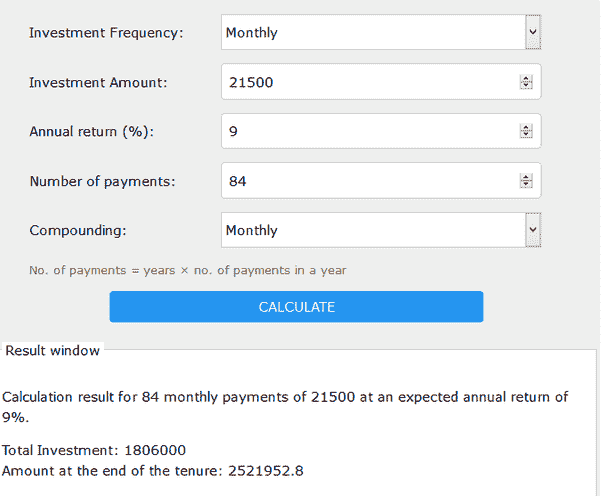 Investment Frequency: Monthly
Investment Amount: 21500
Annual return (%): 9
Number of payments: 84
Compounding: Monthly
No. of payments = years × no. of payments in a year
CALCULATE
Result window
Calculation result for 84 monthly payments of 21500 at an expected annual return of
9%.
Total Investment: 1806000
Amount at the end of the tenure: 2521952.8